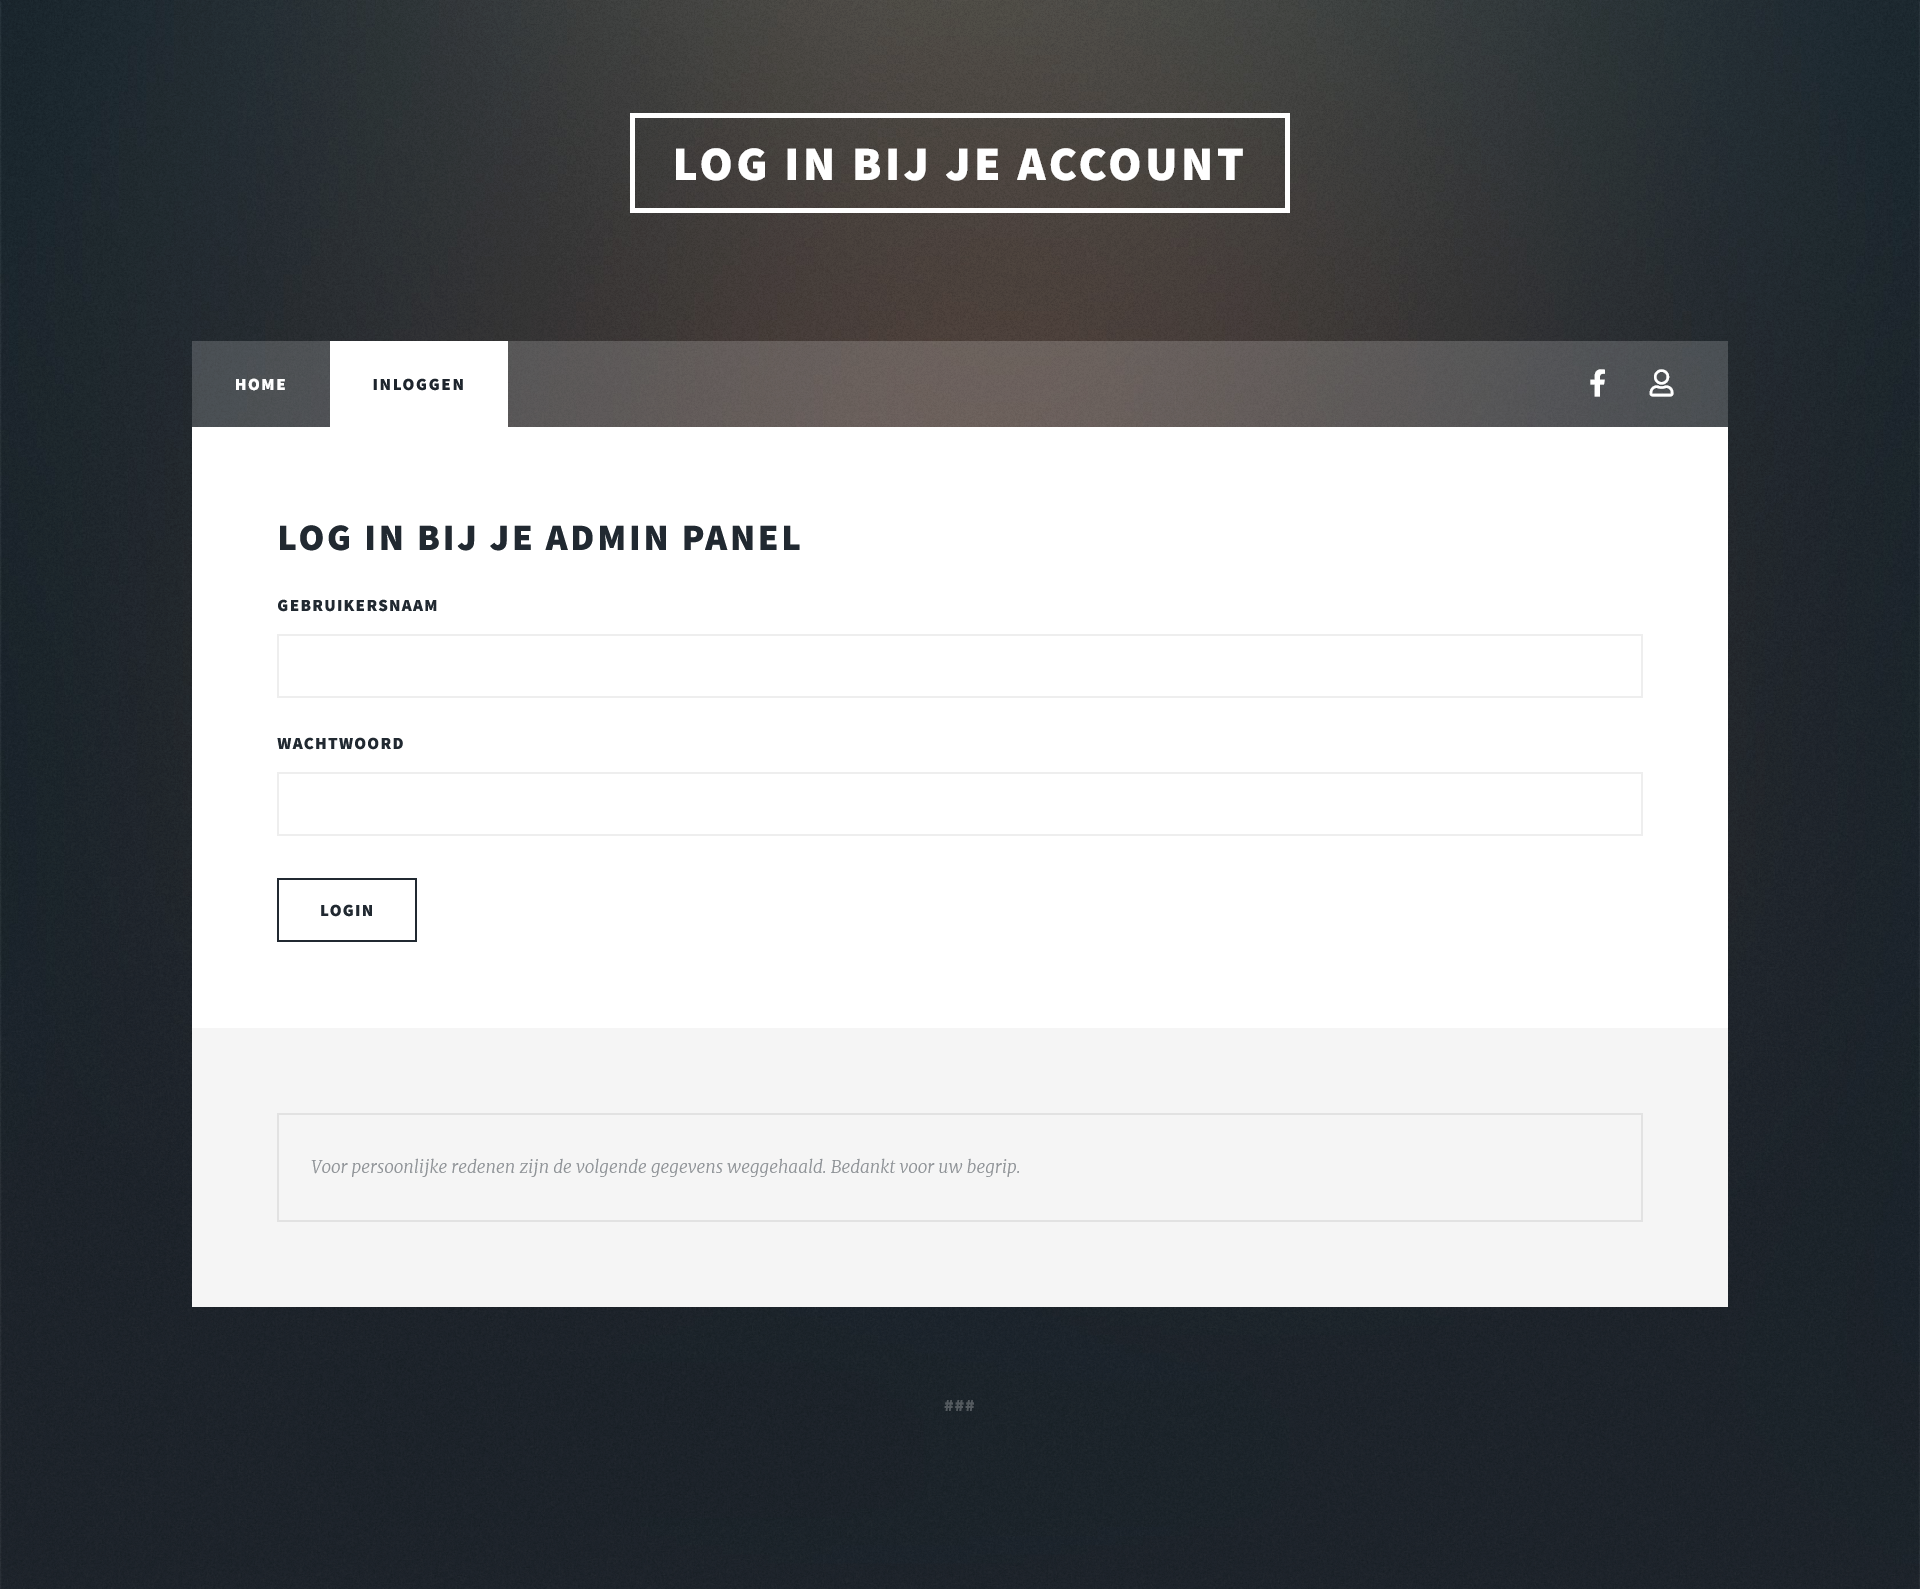 LOG IN BIJ JE ACCOUNT
HOME INLOGGEN
LOG IN BIJ JE ADMIN PANEL
GEBRUIKERSNAAM
WACHTWOORD
LOGIN
Voor persoonlijke redenen zijn de volgende gegevens weggehaald. Bedankt voor uw begrip.
###